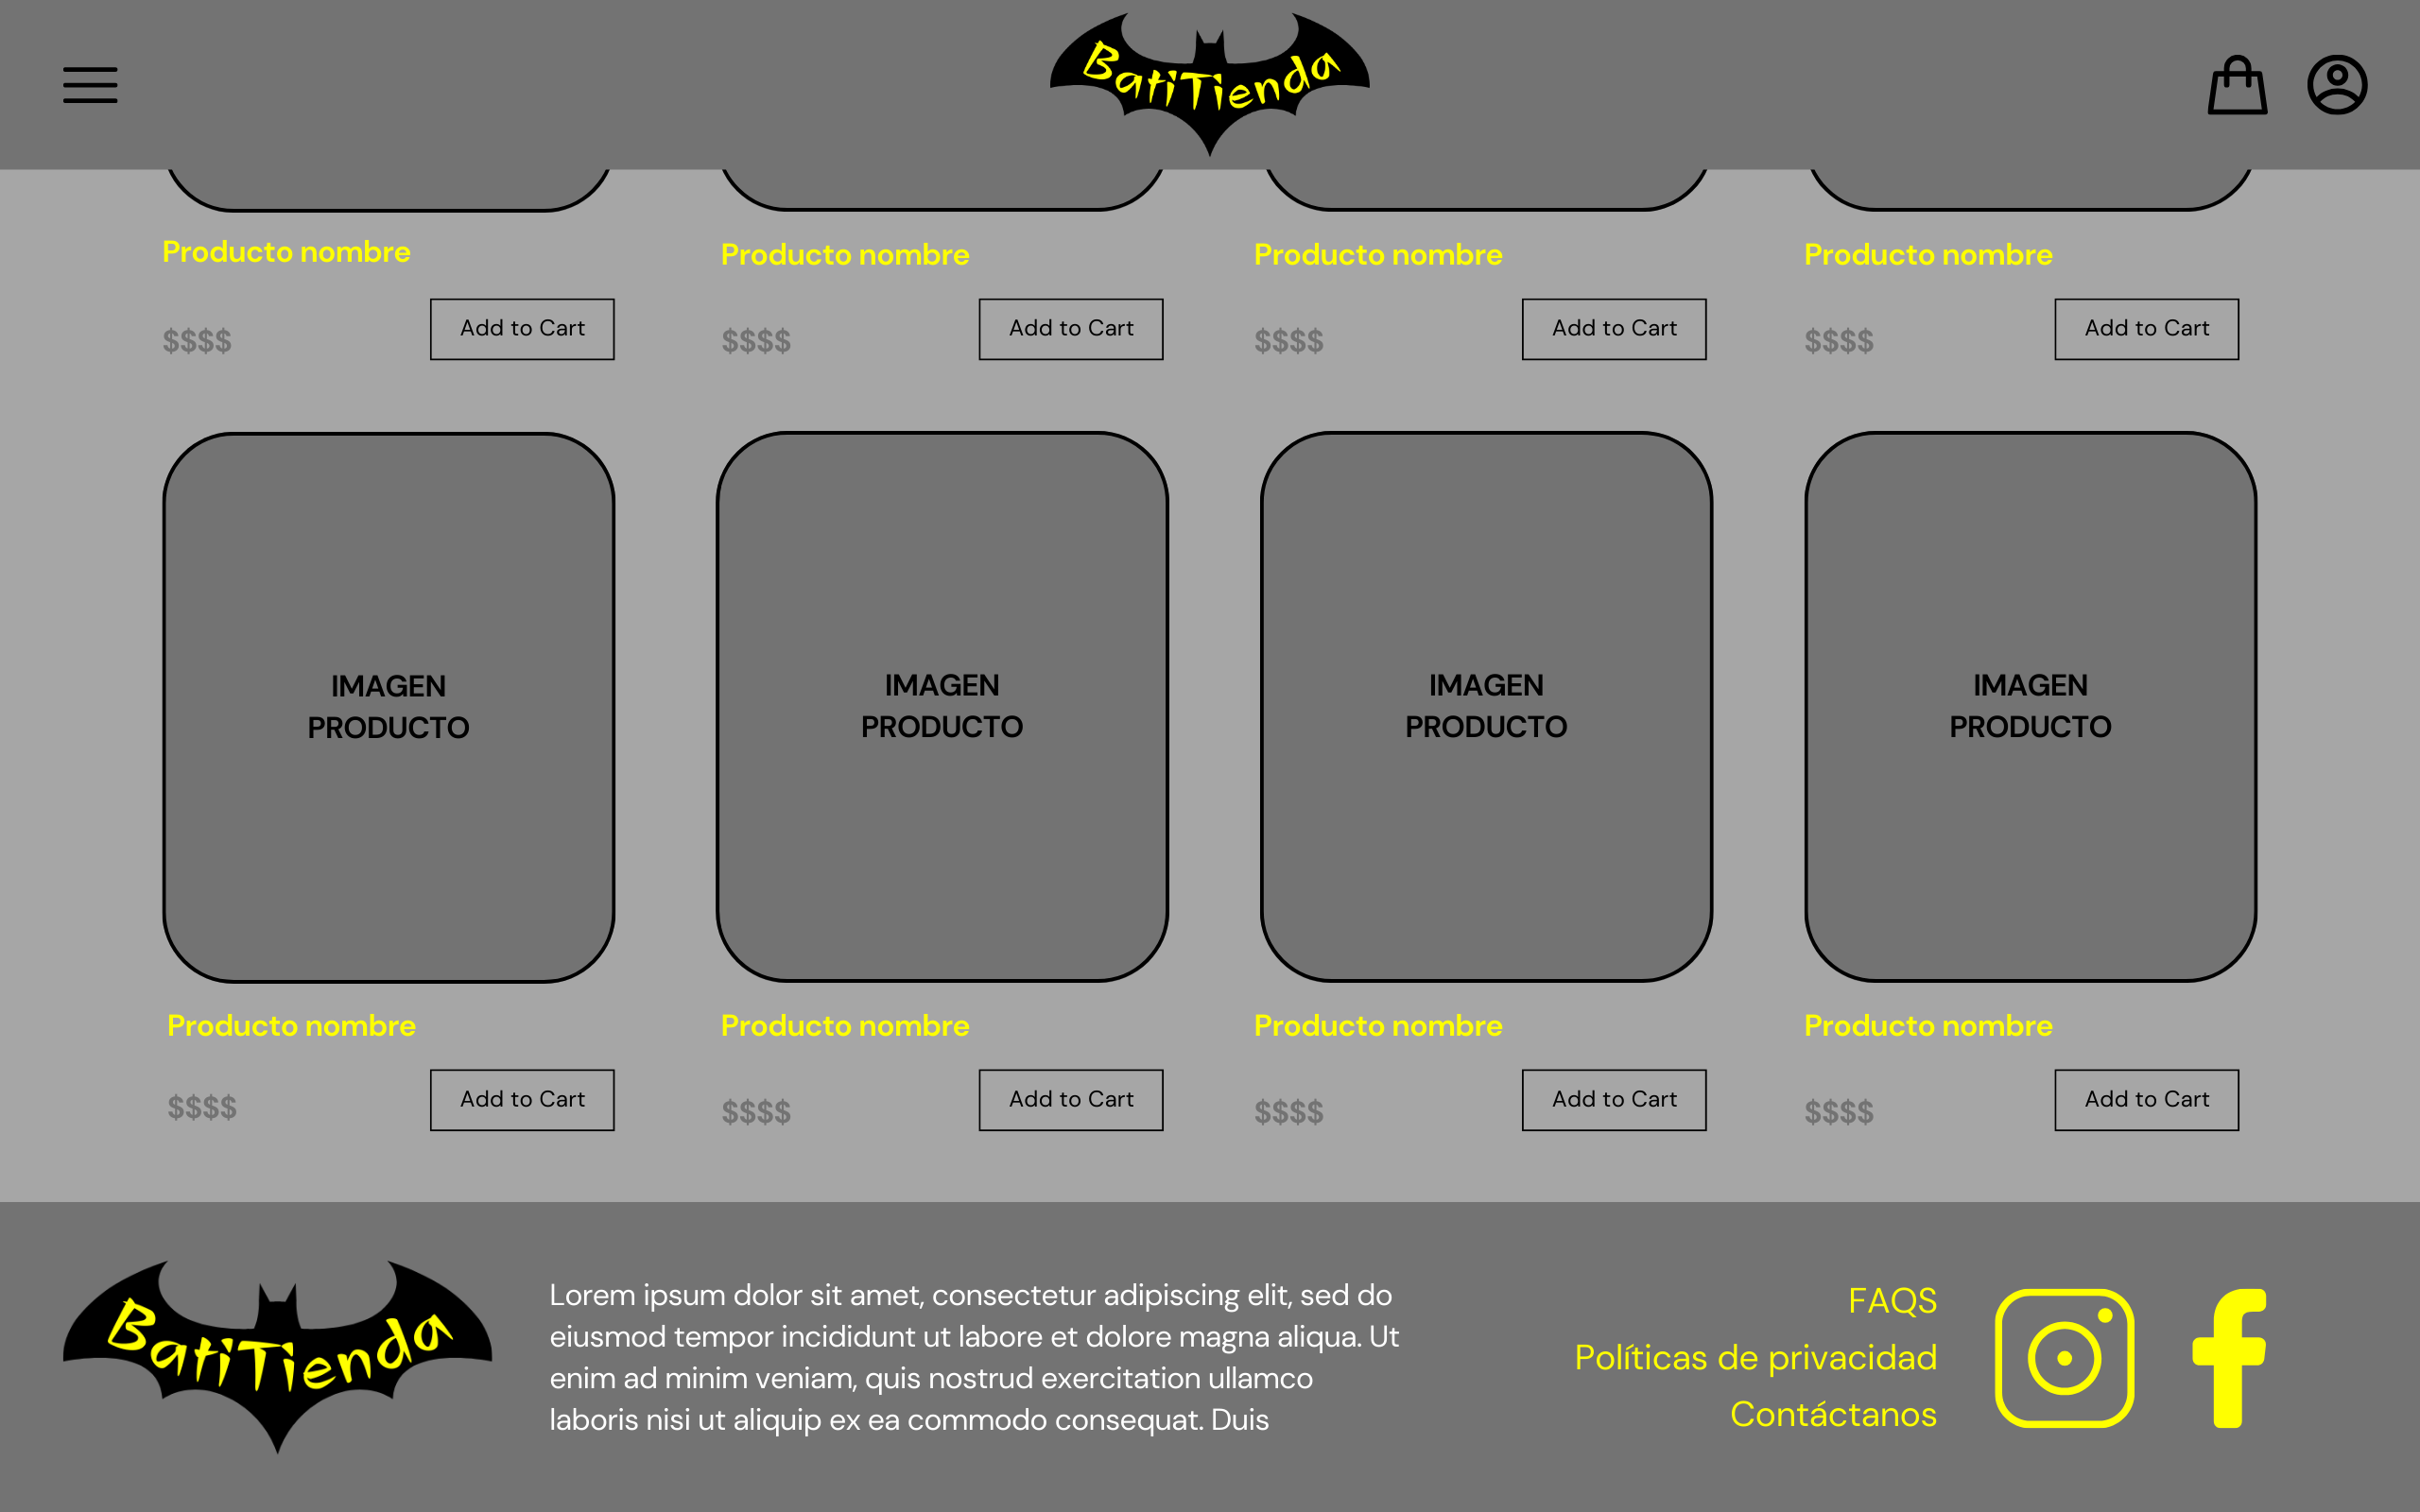 BatiTienda
Producto nombre
Producto nombre
Producto nombre
Producto nombre
$$$$
Add to Cart
$$$$
Add to Cart
$$$$
Add to Cart
$$$$
Add to Cart
IMAGEN
PRODUCTO
IMAGEN
PRODUCTO
IMAGEN
PRODUCTO
IMAGEN
PRODUCTO
Producto nombre
Producto nombre
Producto nombre
Producto nombre
$$$$
Add to Cart
$$$$
Add to Cart
$$$$
Add to Cart
$$$$
Add to Cart
BatiTienda
Lorem ipsum dolor sit amet, consectetur adipiscing elit, sed do
eiusmod tempor incididunt ut labore et dolore magna aliqua. Ut
enim ad minim veniam, quis nostrud exercitation ullamco
laboris nisi ut aliquip ex ea commodo consequat. Duis
FAQS
Políticas de privacidad
Contáctanos